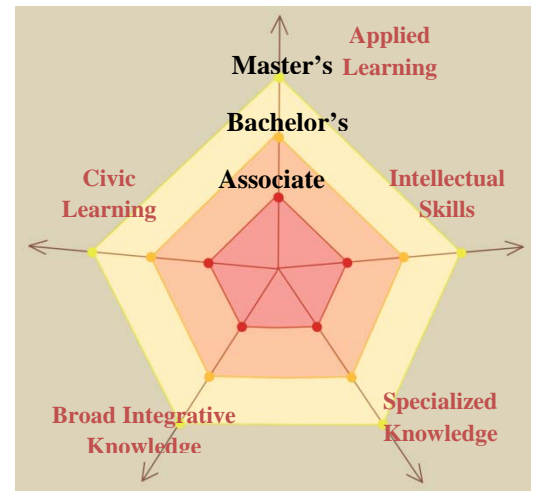 Applied
Learning
Master's
Bachelor's
Associate
Civic
Learning
Intellectual
Skills
Broad Integrative
Knowledge
Specialized
Knowledge